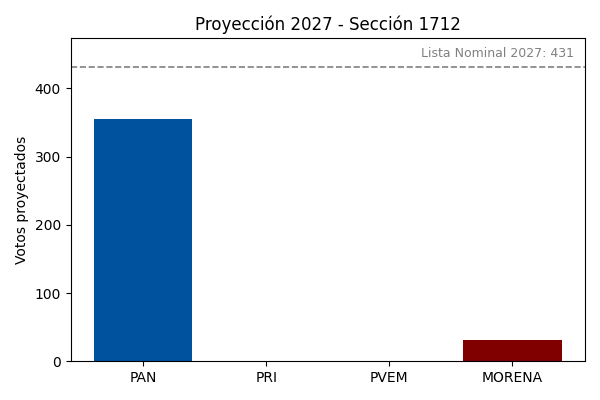 Proyección 2027 - Sección 1712
Lista Nominal 2027: 431
Votos proyectados
400
300
200
100
0
PAN
PRI
PVEM
MORENA